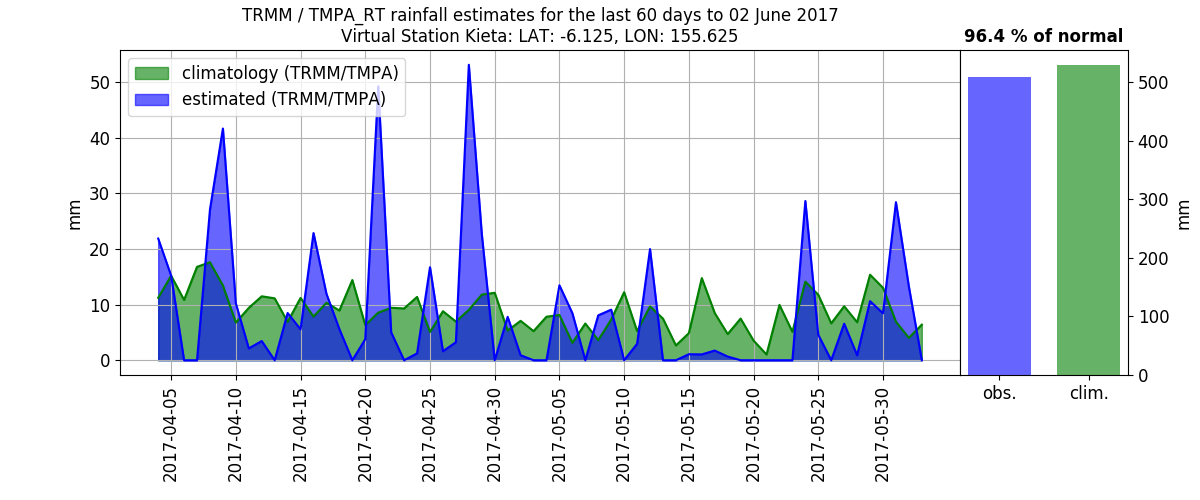 TRMM / TMPA_RT rainfall estimates for the last 60 days to 02 June 2017
Virtual Station Kieta: LAT: -6.125, LON: 155.625
96.4 % of normal
climatology (TRMM/TMPA)
estimated (TRMM/TMPA)
mm
50
40
30
20
10
0
2017-04-05
2017-04-10
2017-04-15
2017-04-20
2017-04-25
2017-04-30
2017-05-05
2017-05-10
2017-05-15
2017-05-20
2017-05-25
2017-05-30
obs.
clim.
500
400
300
200
100
0
mm